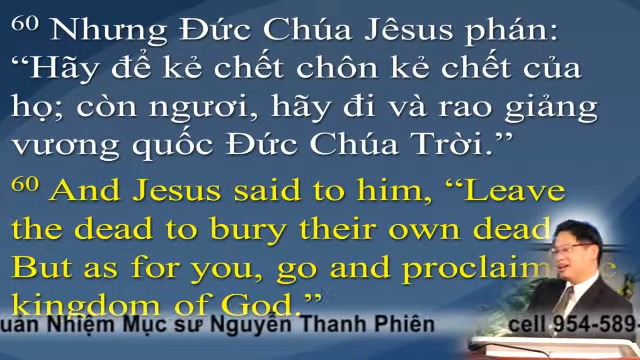 60 Nhưng Đức Chúa Jêsus phán:
“Hãy để kẻ chết chôn kẻ chết của
họ; còn ngươi, hãy đi và rao giảng
vương quốc Đức Chúa Trời.”
60 And Jesus said to him, “Leave
the dead to bury their own dead
But as for you, go and proclaim
kingdom of God.”
Nhiệm Mục sư Nguyễn Thanh Phiên cell 954-589-